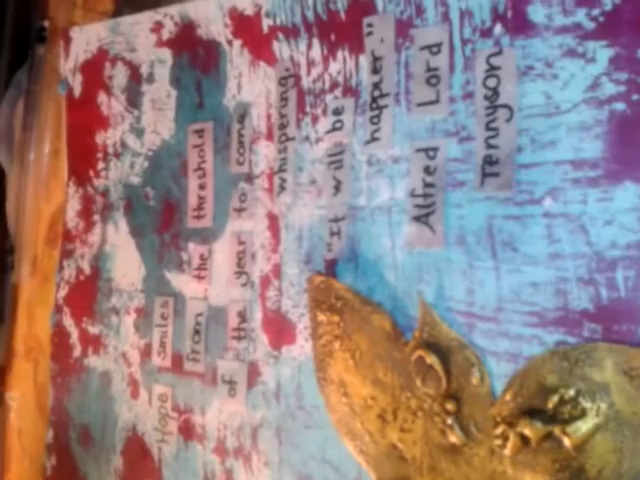 Hope smiles
from the threshold
of the year to come
whispering.
"It will be
happier."
Alfred Lord
Tennyson